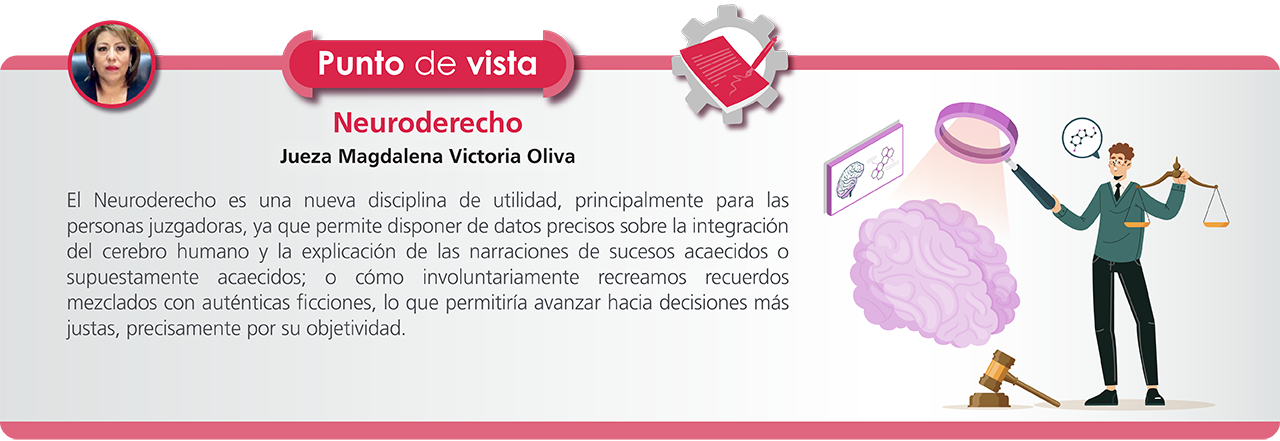 Punto de vista
Neuroderecho
Jueza Magdalena Victoria Oliva
El Neuroderecho es una nueva disciplina de utilidad, principalmente para las
personas juzgadoras, ya que permite disponer de datos precisos sobre la integración
del cerebro humano y la explicación de las narraciones de sucesos acaecidos o
supuestamente acaecidos; o cómo involuntariamente recreamos recuerdos
mezclados con auténticas ficciones, lo que permitiría avanzar hacia decisiones más
justas, precisamente por su objetividad.